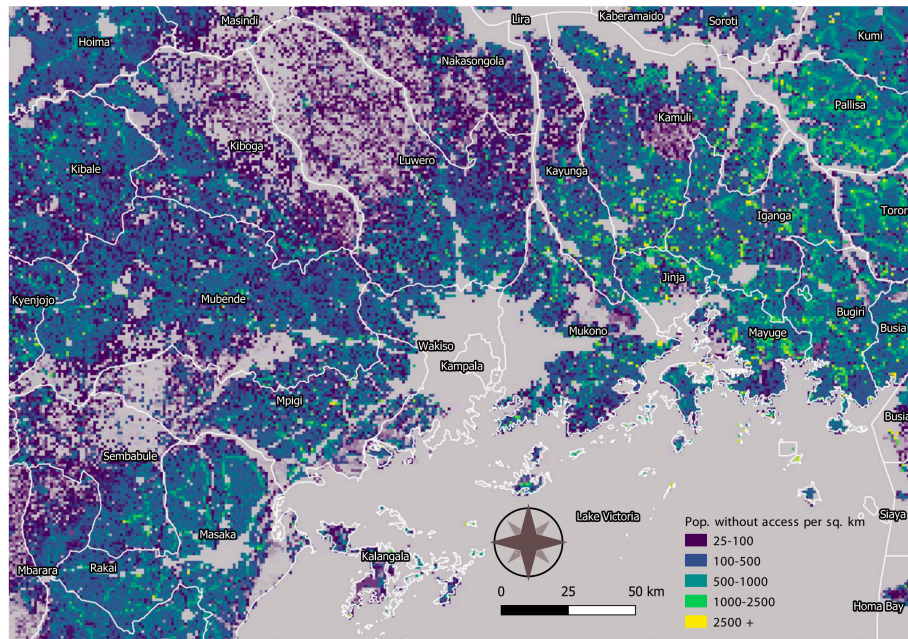 Masindi
Lira
Kaberamaido
Soroti
Hoima
Kumi
Nakasongola
Pallisa
Kamuli
Kiboga
Luwero
Kibale
Kayunga
Iganga
Toror
Jinja
Kyenjojo
Mubende
Bugiri
Mukono
Mayuge
Busia
Wakiso
Kampala
Mpigi
Busia
Sembabule
Lake Victoria
Siaya
Masaka
Kalangala
Mbarara
Rakai
Homa Bay
Pop. without access per sq. km
25-100
100-500
500-1000
1000-2500
2500 +
0 25 50 km